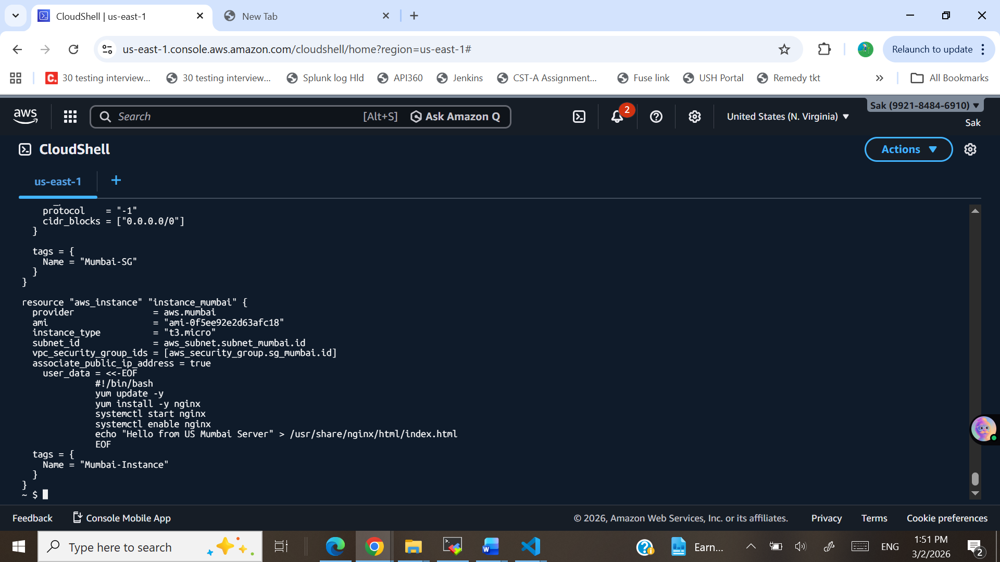 CloudShell | us-east-1
New Tab
us-east-1.console.aws.amazon.com/cloudshell/home?region=us-east-1#
Relaunch to update
C. 30 testing interview...
30 testing interview...
Splunk log Hld
API360
Jenkins
CST-A Assignment...
Fuse link
USH Portal
Remedy tkt
All Bookmarks
aws
Search
[Alt+S]
Ask Amazon Q
2
United States (N. Virginia)
Sak (9921-8484-6910)
Sak
CloudShell
Actions
us-east-1
    protocol    = "-1"
    cidr_blocks = ["0.0.0.0/0"]
  }
  tags = {
    Name = "Mumbai-SG"
  }
}
resource "aws_instance" "instance_mumbai" {
  provider               = aws.mumbai
  ami                    = "ami-0f5ee92e2d63afc18"
  instance_type          = "t3.micro"
  subnet_id              = aws_subnet.subnet_mumbai.id
  vpc_security_group_ids = [aws_security_group.sg_mumbai.id]
  associate_public_ip_address = true
    user_data = <<-EOF
              #!/bin/bash
              yum update -y
              yum install -y nginx
              systemctl start nginx
              systemctl enable nginx
              echo "Hello from US Mumbai Server" > /usr/share/nginx/html/index.html
              EOF
  tags = {
    Name = "Mumbai-Instance"
  }
}
~ $
Feedback
Console Mobile App
© 2026, Amazon Web Services, Inc. or its affiliates.
Privacy
Terms
Cookie preferences
Type here to search
Earn...
ENG
1:51 PM
3/2/2026
2